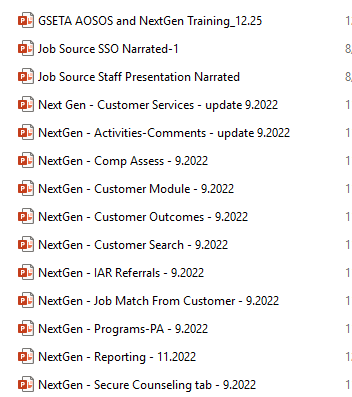 GSETA AOSOS and NextGen Training_12.25
Job Source SSO Narrated-1
Job Source Staff Presentation Narrated
Next Gen - Customer Services - update 9.2022
NextGen - Activities-Comments - update 9.2022
NextGen - Comp Assess - 9.2022
NextGen - Customer Module - 9.2022
NextGen - Customer Outcomes - 9.2022
NextGen - Customer Search - 9.2022
NextGen - IAR Referrals - 9.2022
NextGen - Job Match From Customer - 9.2022
NextGen - Programs-PA - 9.2022
NextGen - Reporting - 11.2022
NextGen - Secure Counseling tab - 9.2022